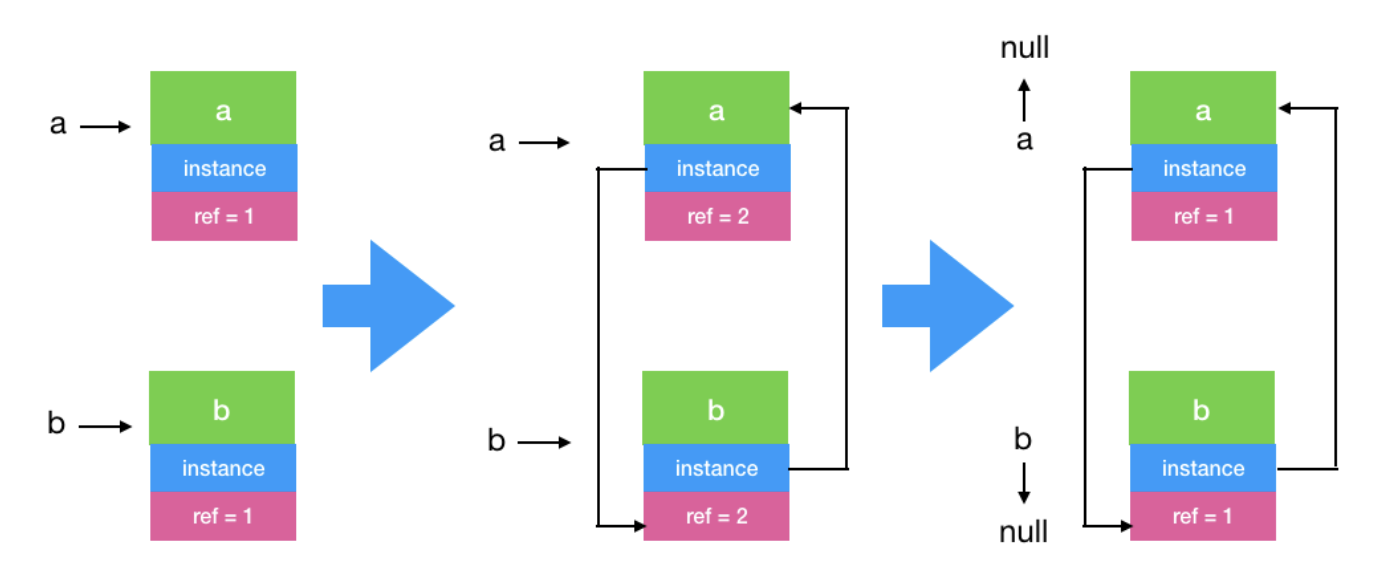 a
a
instance
ref = 1
b
b
instance
ref = 1
a
a
instance
ref = 2
b
b
instance
ref = 2
null
a
a
instance
ref = 1
b
null
b
instance
ref = 1